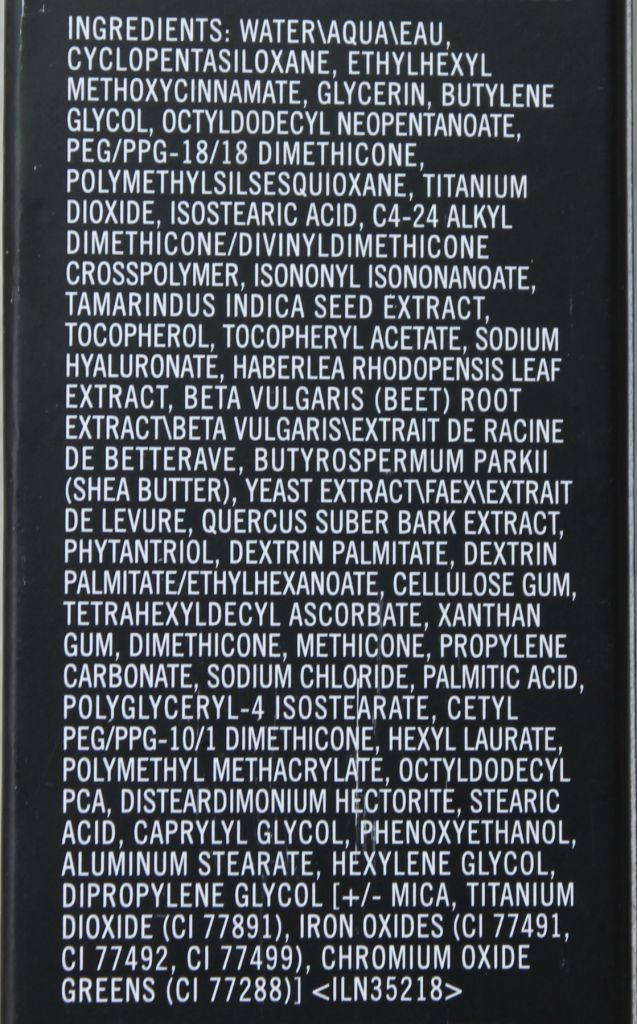 INGREDIENTS: WATER\AQUA\EAU,
CYCLOPENTASILOXANE, ETHYLHEXYL
METHOXYCINNAMATE, GLYCERIN, BUTYLENE
GLYCOL, OCTYLDODECYL NEOPENTANOATE,
PEG/PPG-18/18 DIMETHICONE,
POLYMETHYLSILSESQUIOXANE, TITANIUM
DIOXIDE, ISOSTEARIC ACID, C4-24 ALKYL
DIMETHICONE/DIVINYLDIMETHICONE
CROSSPOLYMER, ISONONYL ISONONANOATE,
TAMARINDUS INDICA SEED EXTRACT,
TOCOPHEROL, TOCOPHERYL ACETATE, SODIUM
HYALURONATE, HABERLEA RHODOPENSIS LEAF
EXTRACT, BETA VULGARIS (BEET) ROOT
EXTRACT\BETA VULGARIS\EXTRAIT DE RACINE
DE BETTERAVE, BUTYROSPERMUM PARKII
(SHEA BUTTER), YEAST EXTRACT\FAEX\EXTRAIT
DE LEVURE, QUERCUS SUBER BARK EXTRACT,
PHYTANTRIOL, DEXTRIN PALMITATE, DEXTRIN
PALMITATE/ETHYLHEXANOATE, CELLULOSE GUM,
TETRAHEXYLDECYL ASCORBATE, XANTHAN
GUM, DIMETHICONE, METHICONE, PROPYLENE
CARBONATE, SODIUM CHLORIDE, PALMITIC ACID,
POLYGLYCERYL-4 ISOSTEARATE, CETYL
PEG/PPG-10/1 DIMETHICONE, HEXYL LAURATE,
POLYMETHYL METHACRYLATE, OCTYLDODECYL
PCA, DISTEARDIMONIUM HECTORITE, STEARIC
ACID, CAPRYLYL GLYCOL, PHENOXYETHANOL,
ALUMINUM STEARATE, HEXYLENE GLYCOL,
DIPROPYLENE GLYCOL [+/- MICA, TITANIUM
DIOXIDE (CI 77891), IRON OXIDES (CI 77491,
CI 77492, CI 77499), CHROMIUM OXIDE
GREENS (CI 77288)] <ILN35218>